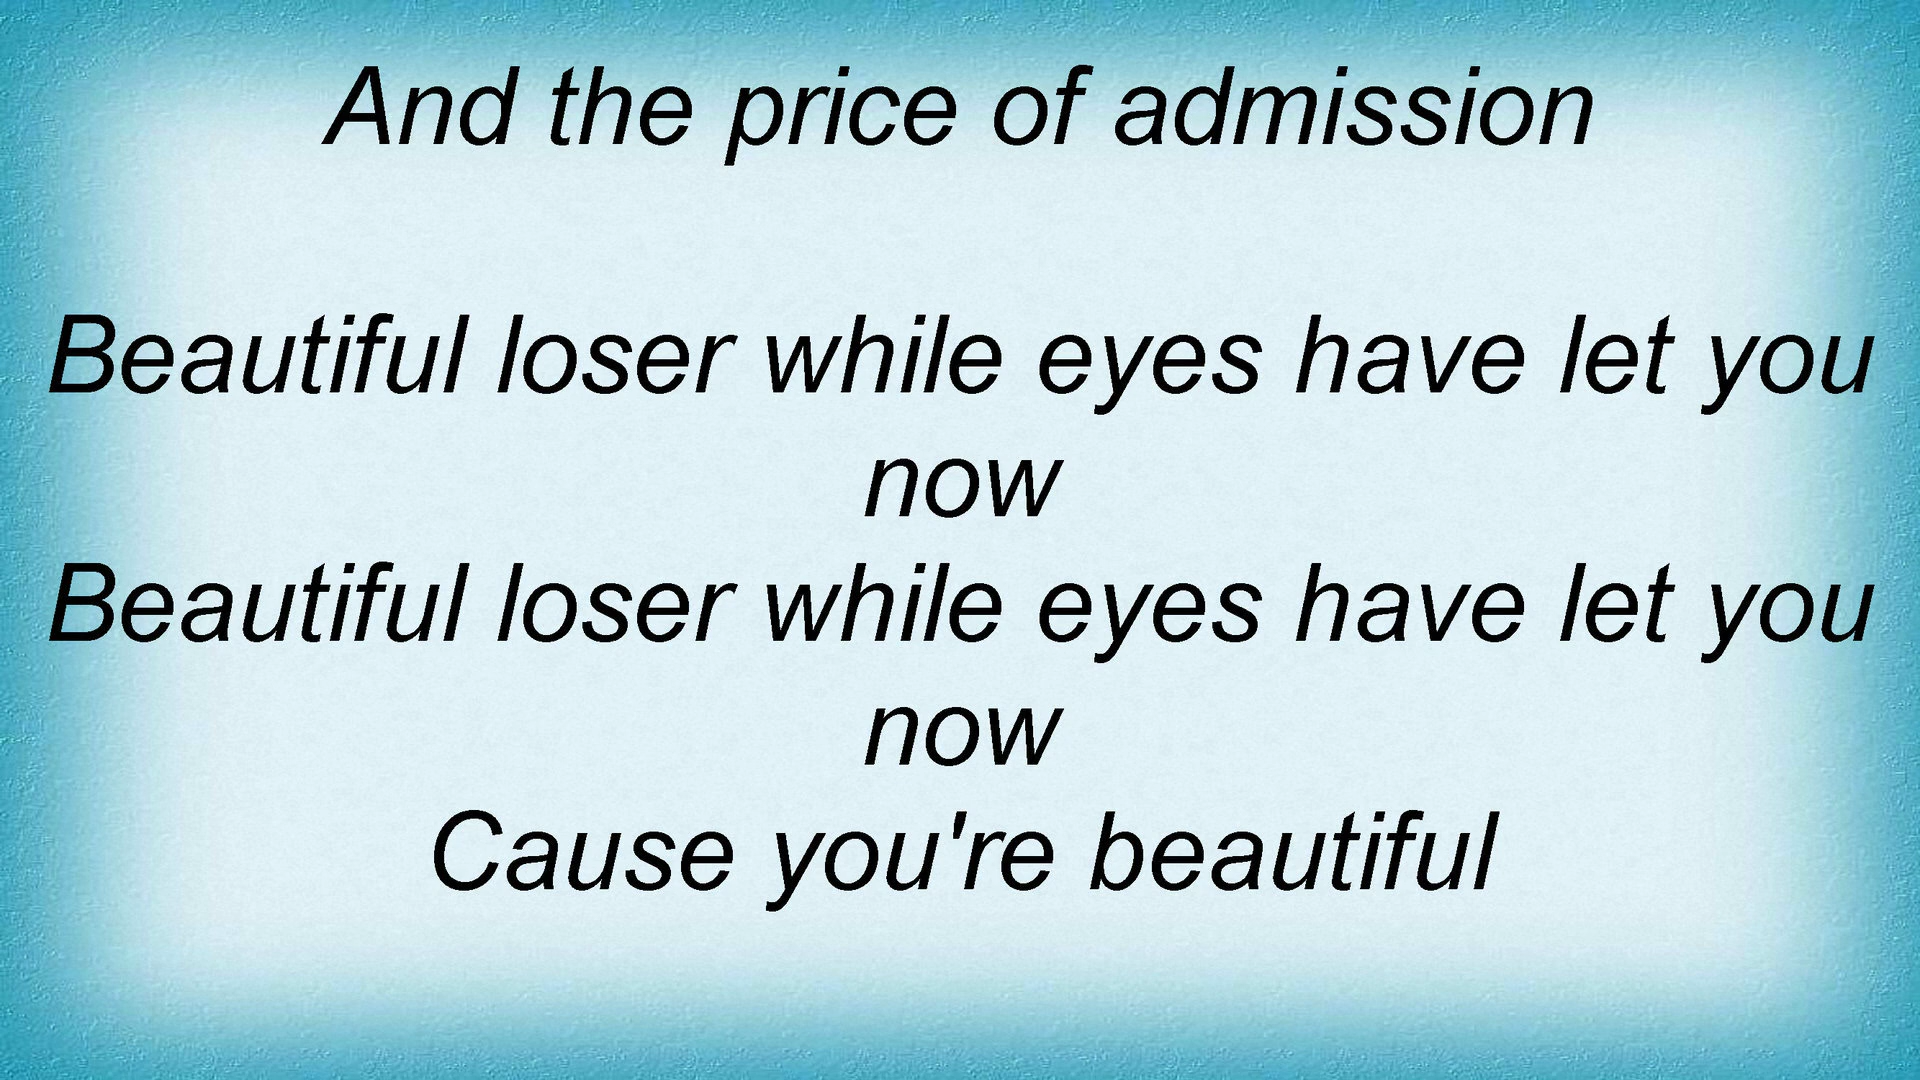 And the price of admission
Beautiful loser while eyes have let you
now
Beautiful loser while eyes have let you
now
Cause you're beautiful